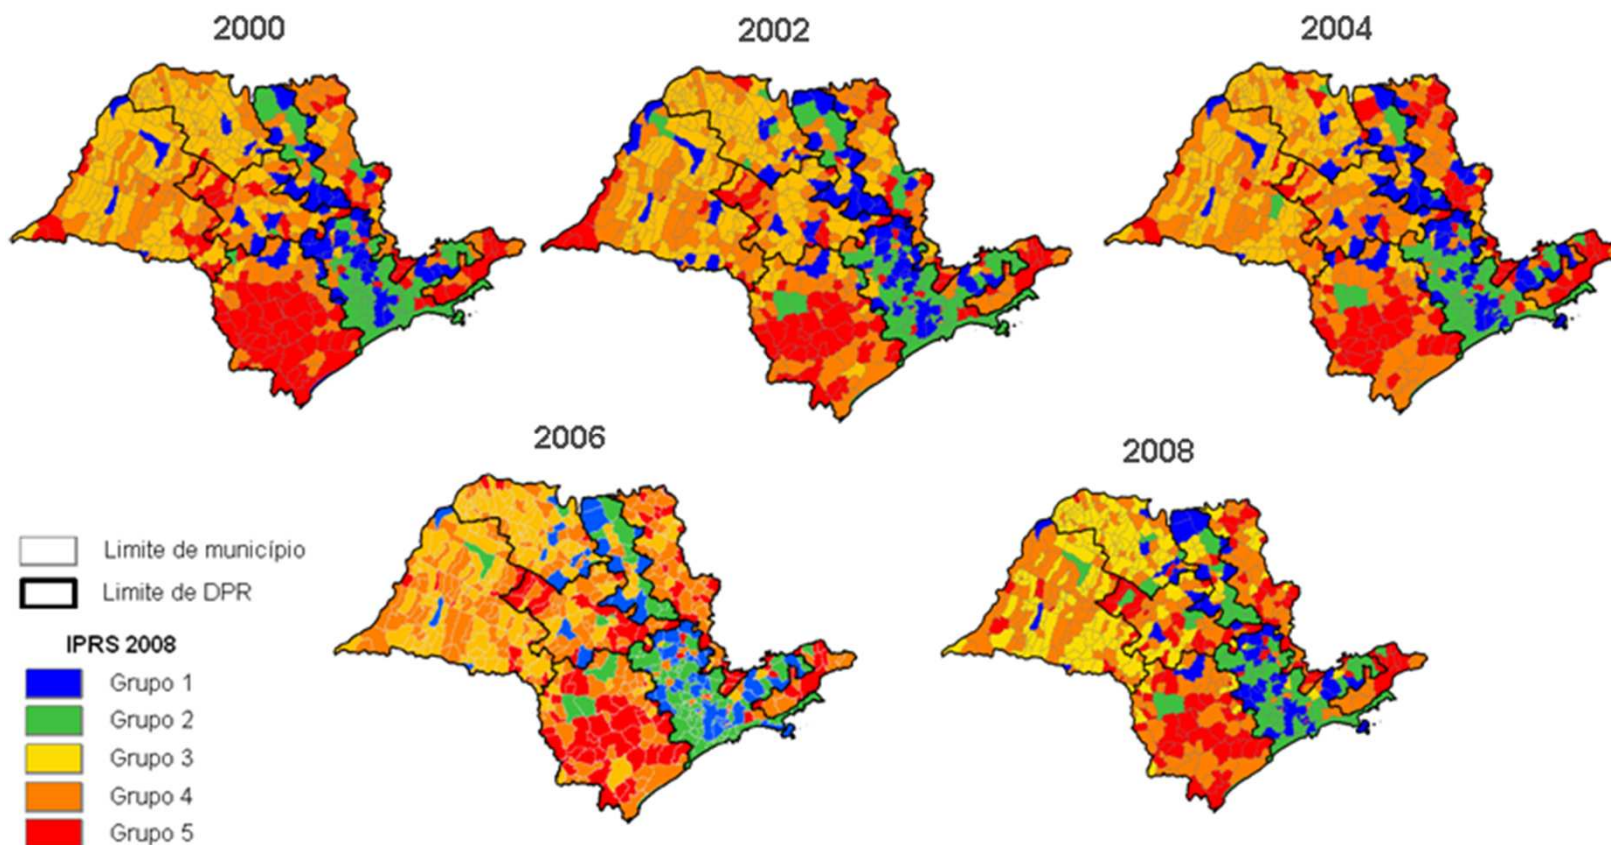 2000
2002
2004
2006
2008
Limite de município
Limite de DPR
IPRS 2008
Grupo 1
Grupo 2
Grupo 3
Grupo 4
Grupo 5